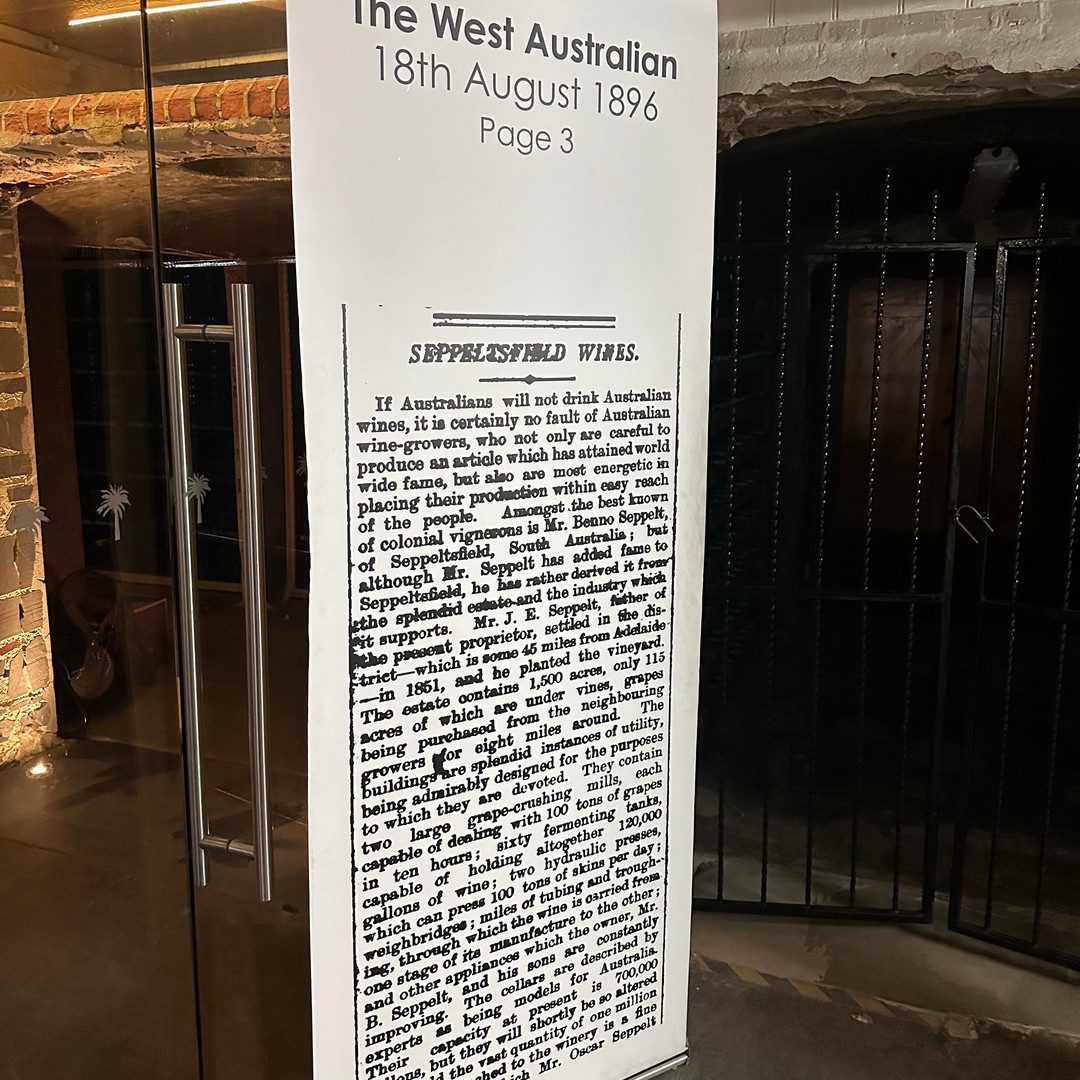 The West Australian
18th August 1896
Page 3
SEPPELTSFIELD WINES.
If Australians will not drink Australian
wines, it is certainly no fault of Australian
wine-growers, who not only are careful to
produce an article which has attained world
wide fame, but also are most energetic in
placing their production within easy reach
of the people. Amongst the best known
of colonial vignerons is Mr. Benno Seppelt,
of Seppeltsfield, South Australia; but
although Mr. Seppelt has added fame to
Seppeltsfield, he has rather derived it from
the splendid estate and the industry which
it supports. Mr. J. E. Seppelt, father of
the present proprietor, settled in the dis-
trict—which is some 45 miles from Adelaide
—in 1851, and he planted the vineyard.
The estate contains 1,500 acres, only 115
acres of which are under vines, grapes
being purchased from the neighbouring
growers for eight miles around. The
buildings are splendid instances of utility,
being admirably designed for the purposes
to which they are devoted. They contain
two large grape-crushing mills, each
capable of dealing with 100 tons of grapes
in ten hours; sixty fermenting tanks,
capable of holding altogether 120,000
gallons of wine; two hydraulic presses,
which can press 100 tons of skins per day;
weighbridges; miles of tubing and trough-
ing, through which the wine is carried from
one stage of its manufacture to the other;
and other appliances which the owner, Mr.
B. Seppelt, and his sons are constantly
improving. The cellars are described by
experts as being models for Australia.
Their capacity at present is 700,000
llons, but they will shortly be so altered
d the vast quantity of one million
ched to the winery is a fine
ich Mr. Oscar Seppelt